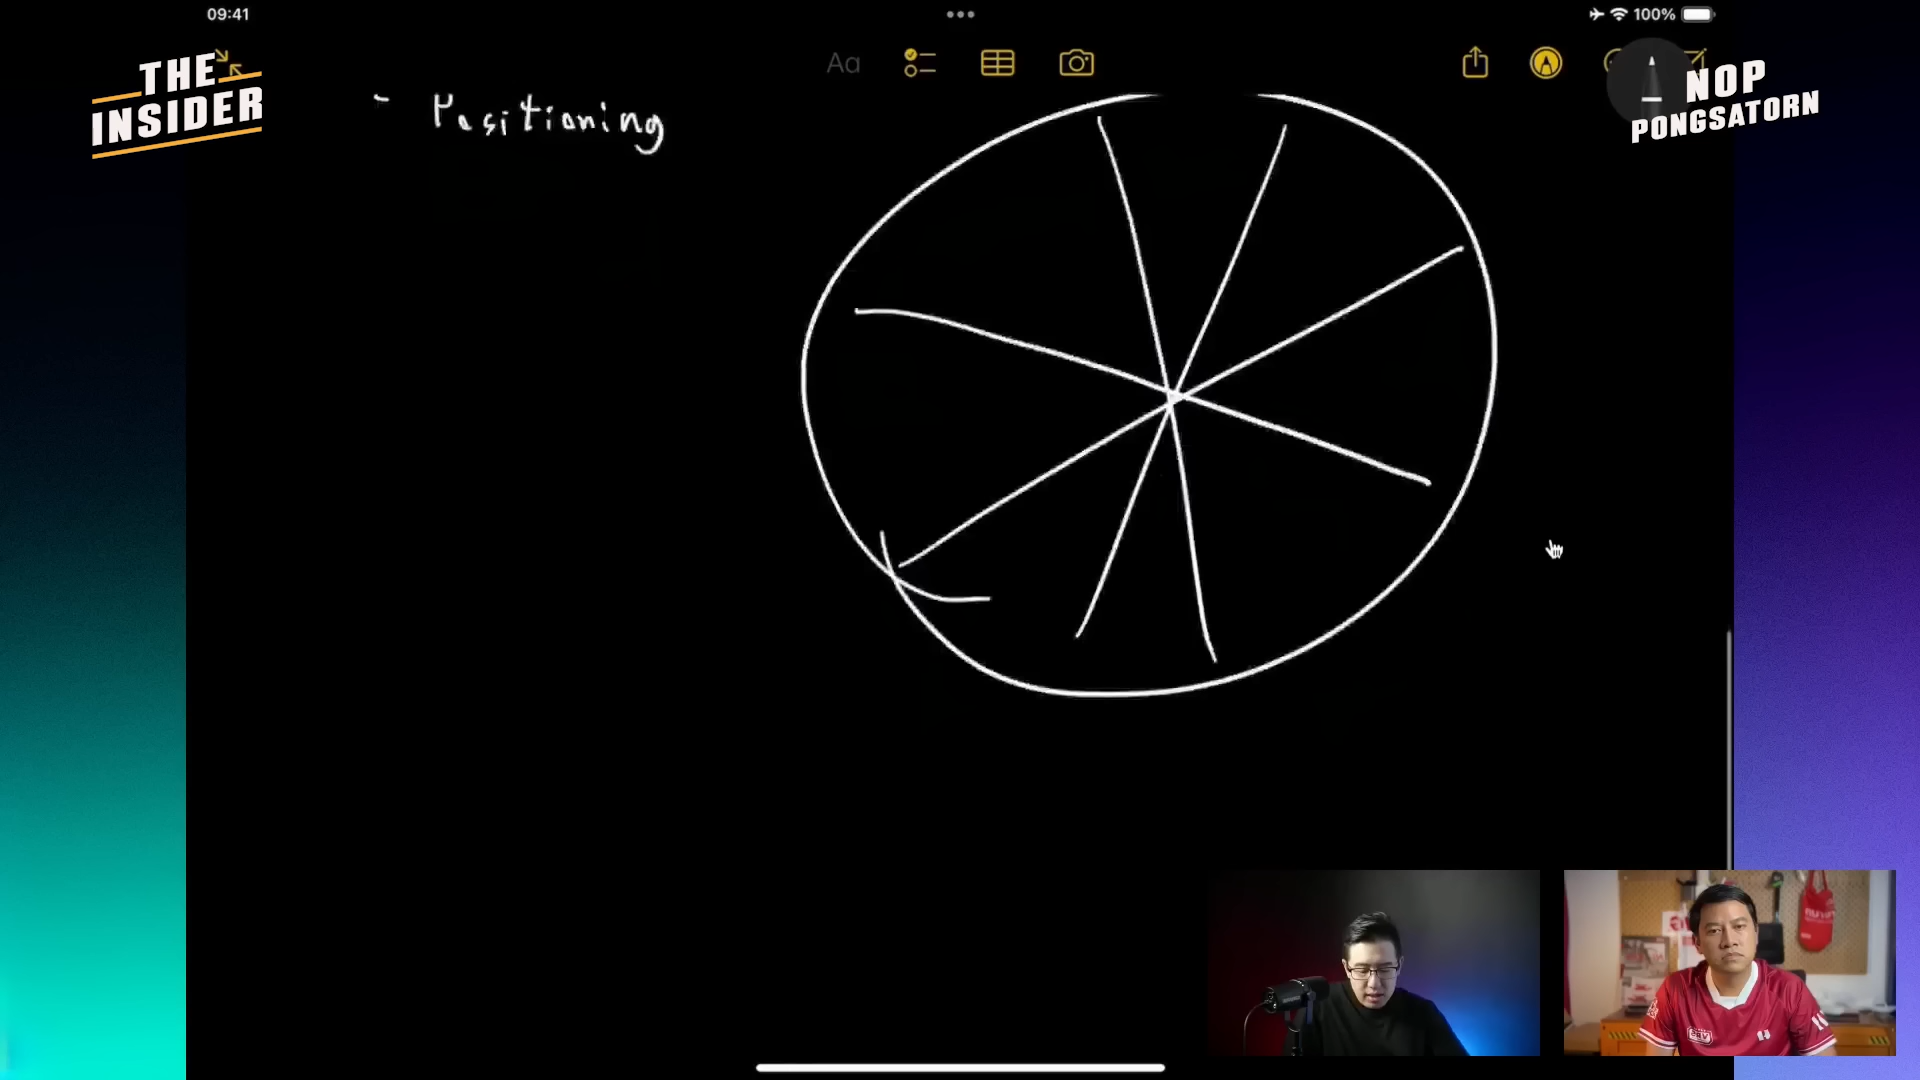 09:41
100%
THE
INSIDER
Aa
NOP
PONGSATORN
- Positioning